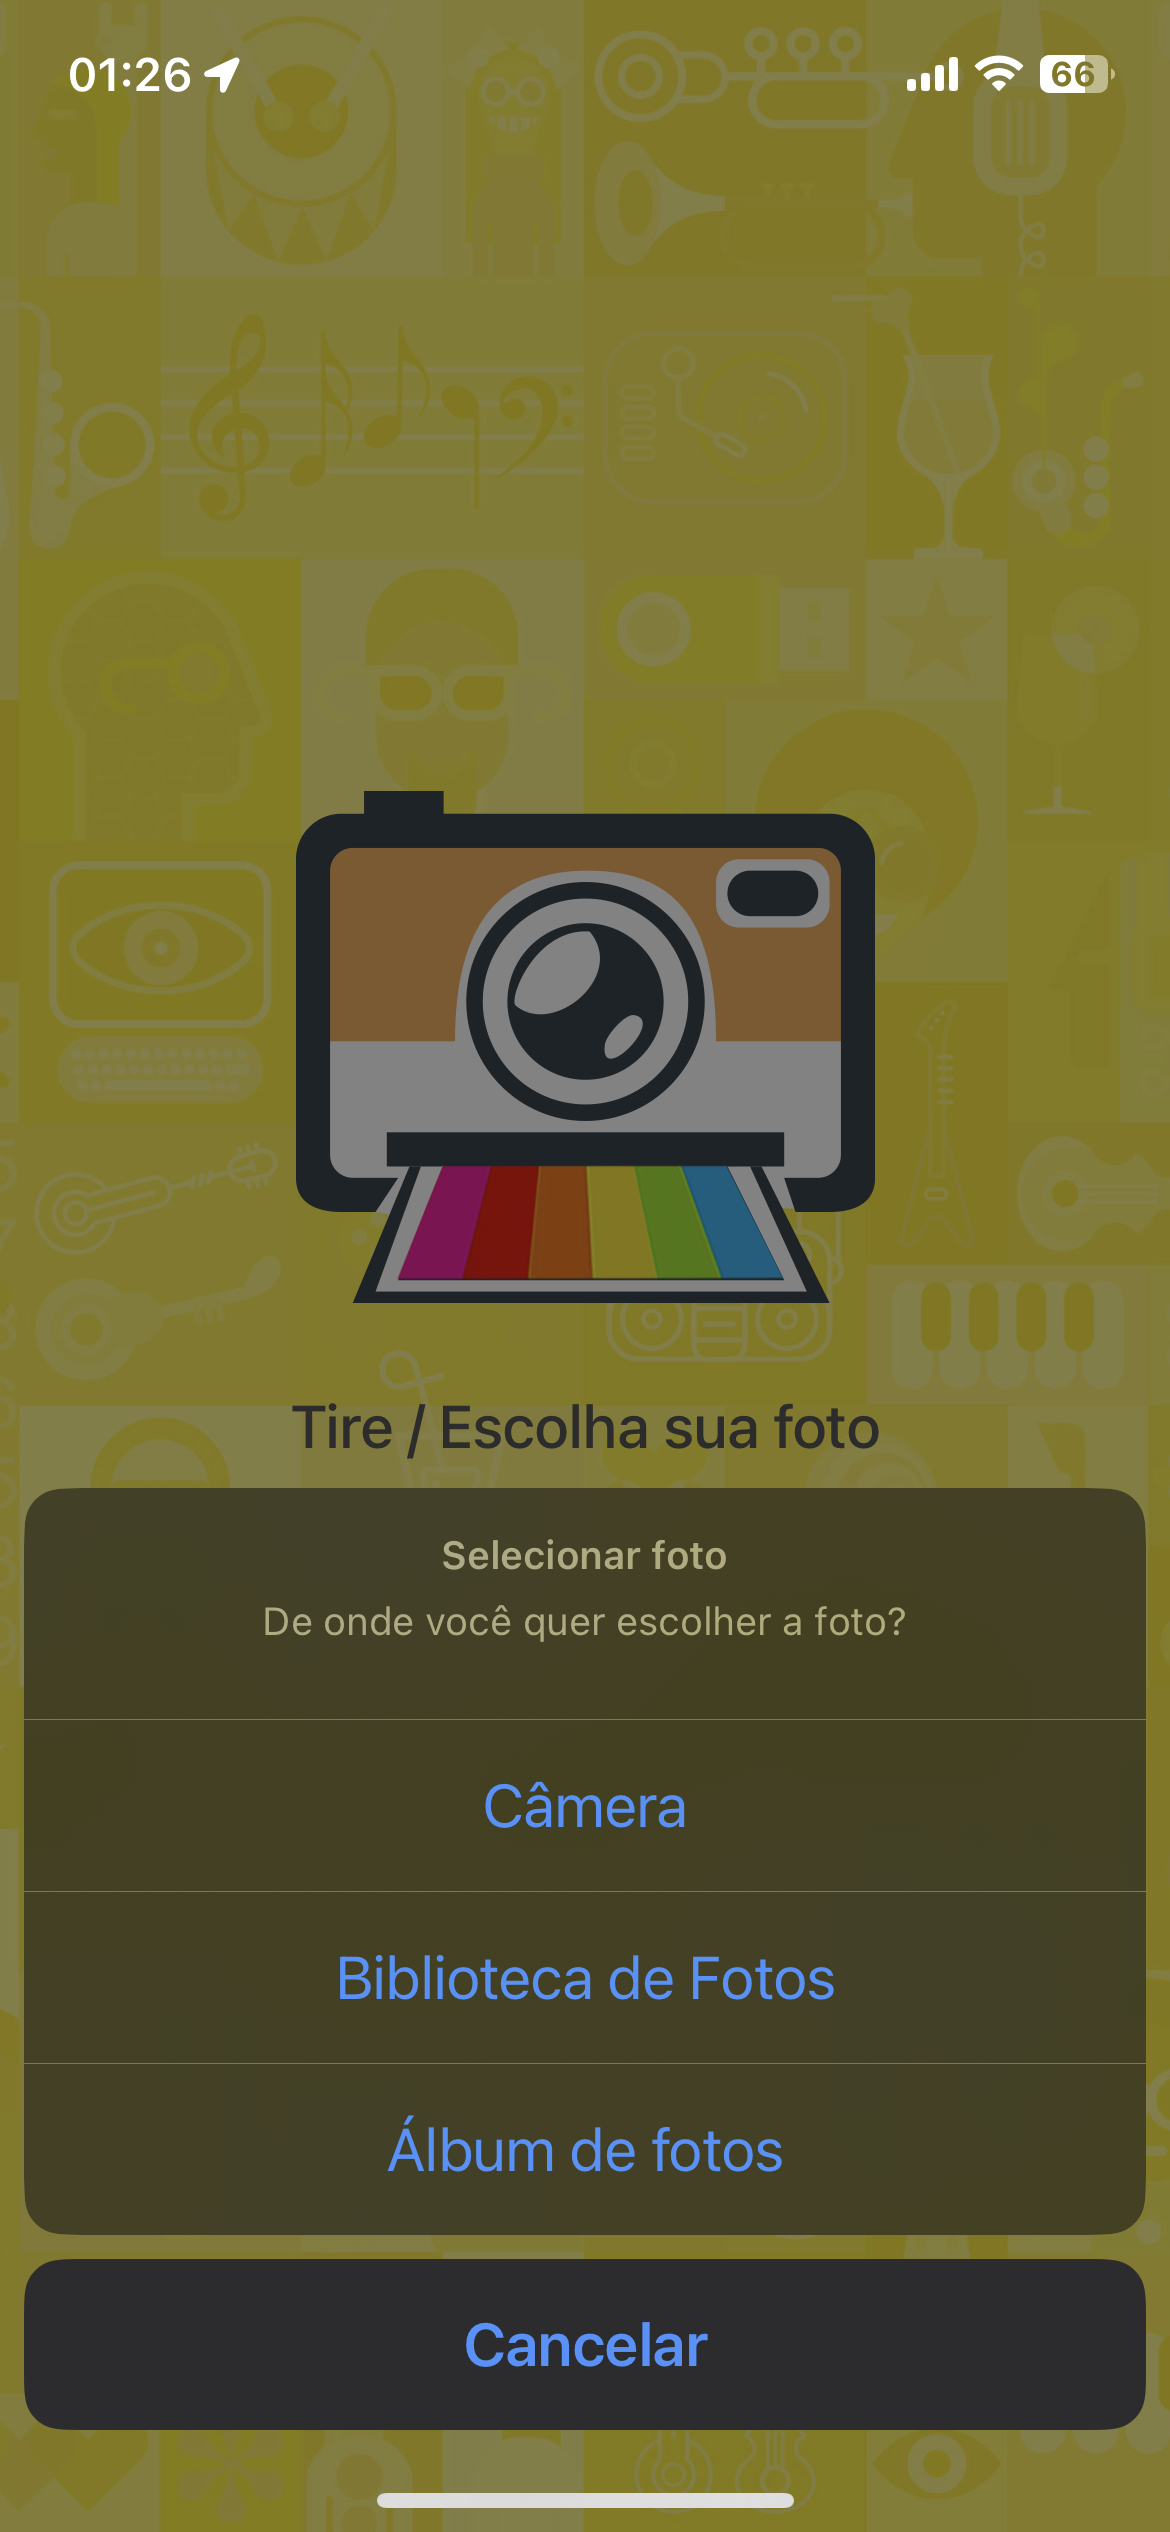 01:26
66
Tire / Escolha sua foto
Selecionar foto
De onde você quer escolher a foto?
Câmera
Biblioteca de Fotos
Álbum de fotos
Cancelar